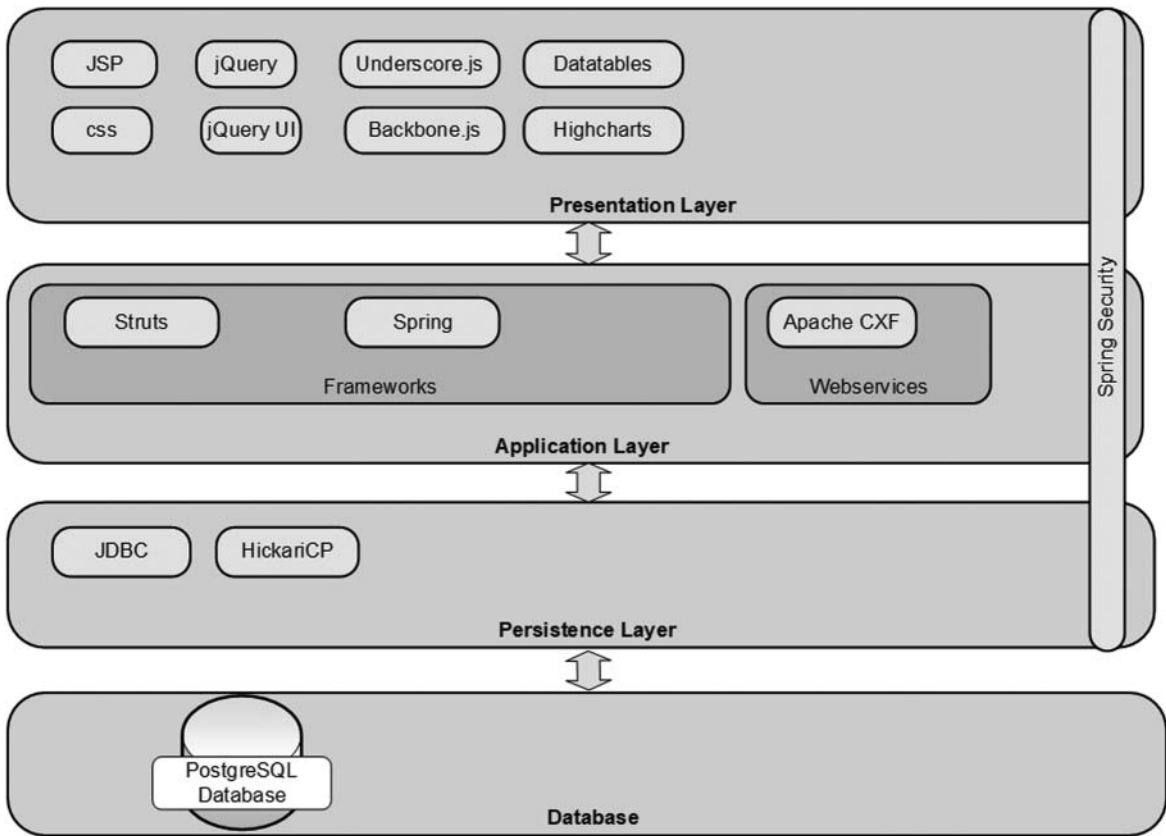 JSP
jQuery
Underscore.js
Datatables
css
jQuery UI
Backbone.js
Highcharts
Presentation Layer
Struts
Spring
Apache CXF
Frameworks
Webservices
Application Layer
Spring Security
JDBC
HickariCP
Persistence Layer
PostgreSQL
Database
Database